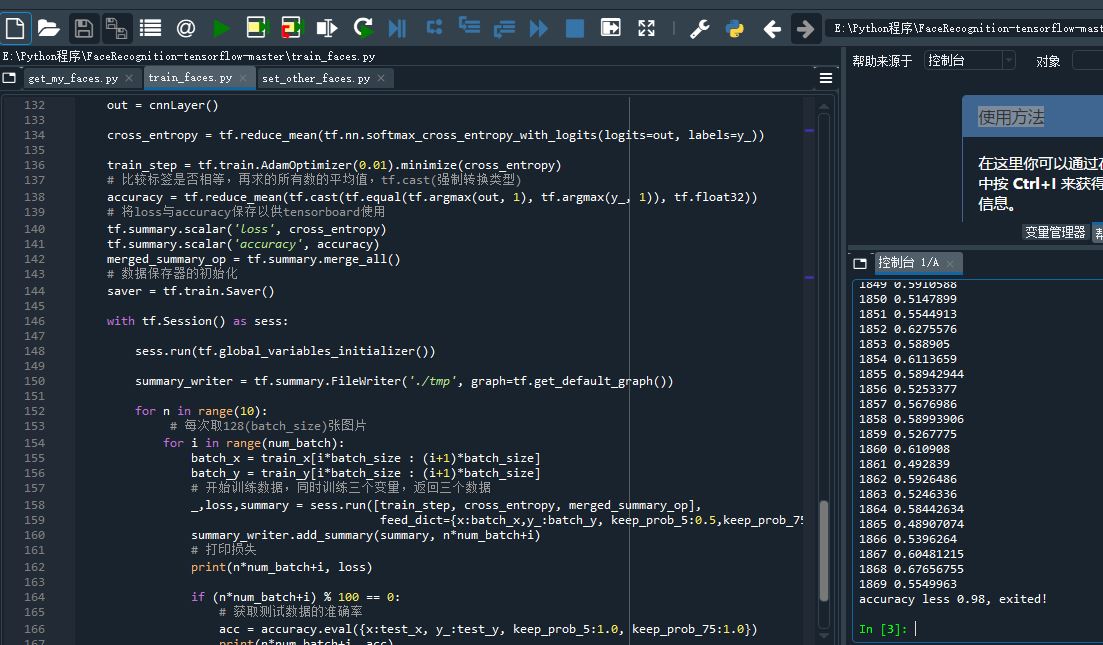 E:\Python程序\FaceRecognition-tensorflow-mast
E:\Python程序\FaceRecognition-tensorflow-master\train_faces.py
get_my_faces.py
train_faces.py
set_other_faces.py
132 out = cnnLayer()
133
134 cross_entropy = tf.reduce_mean(tf.nn.softmax_cross_entropy_with_logits(logits=out, labels=y_))
135
136 train_step = tf.train.AdamOptimizer(0.01).minimize(cross_entropy)
137 # 比较标签是否相等，再求的所有数的平均值，tf.cast(强制转换类型)
138 accuracy = tf.reduce_mean(tf.cast(tf.equal(tf.argmax(out, 1), tf.argmax(y_, 1)), tf.float32))
139 # 将loss与accuracy保存以供tensorboard使用
140 tf.summary.scalar('loss', cross_entropy)
141 tf.summary.scalar('accuracy', accuracy)
142 merged_summary_op = tf.summary.merge_all()
143 # 数据保存器的初始化
144 saver = tf.train.Saver()
145
146 with tf.Session() as sess:
147
148 sess.run(tf.global_variables_initializer())
149
150 summary_writer = tf.summary.FileWriter('./tmp', graph=tf.get_default_graph())
151
152 for n in range(10):
153 # 每次取128(batch_size)张图片
154 for i in range(num_batch):
155 batch_x = train_x[i*batch_size : (i+1)*batch_size]
156 batch_y = train_y[i*batch_size : (i+1)*batch_size]
157 # 开始训练数据，同时训练三个变量，返回三个数据
158 _,loss,summary = sess.run([train_step, cross_entropy, merged_summary_op],
159 feed_dict={x:batch_x,y_:batch_y, keep_prob_5:0.5,keep_prob_75
160 summary_writer.add_summary(summary, n*num_batch+i)
161 # 打印损失
162 print(n*num_batch+i, loss)
163
164 if (n*num_batch+i) % 100 == 0:
165 # 获取测试数据的准确率
166 acc = accuracy.eval({x:test_x, y_:test_y, keep_prob_5:1.0, keep_prob_75:1.0})
167 print(n*num_batch+i, acc)
帮助来源于 控制台 对象
使用方法
在这里你可以通过在
中按 Ctrl+I 来获得
信息。
变量管理器 帮
控制台 1/A
1849 0.5910588
1850 0.5147899
1851 0.5544913
1852 0.6275576
1853 0.588905
1854 0.6113659
1855 0.58942944
1856 0.5253377
1857 0.5676986
1858 0.58993906
1859 0.5267775
1860 0.610908
1861 0.492839
1862 0.5926486
1863 0.5246336
1864 0.58442634
1865 0.48907074
1866 0.5396264
1867 0.60481215
1868 0.67656755
1869 0.5549963
accuracy less 0.98, exited!
In [3]: